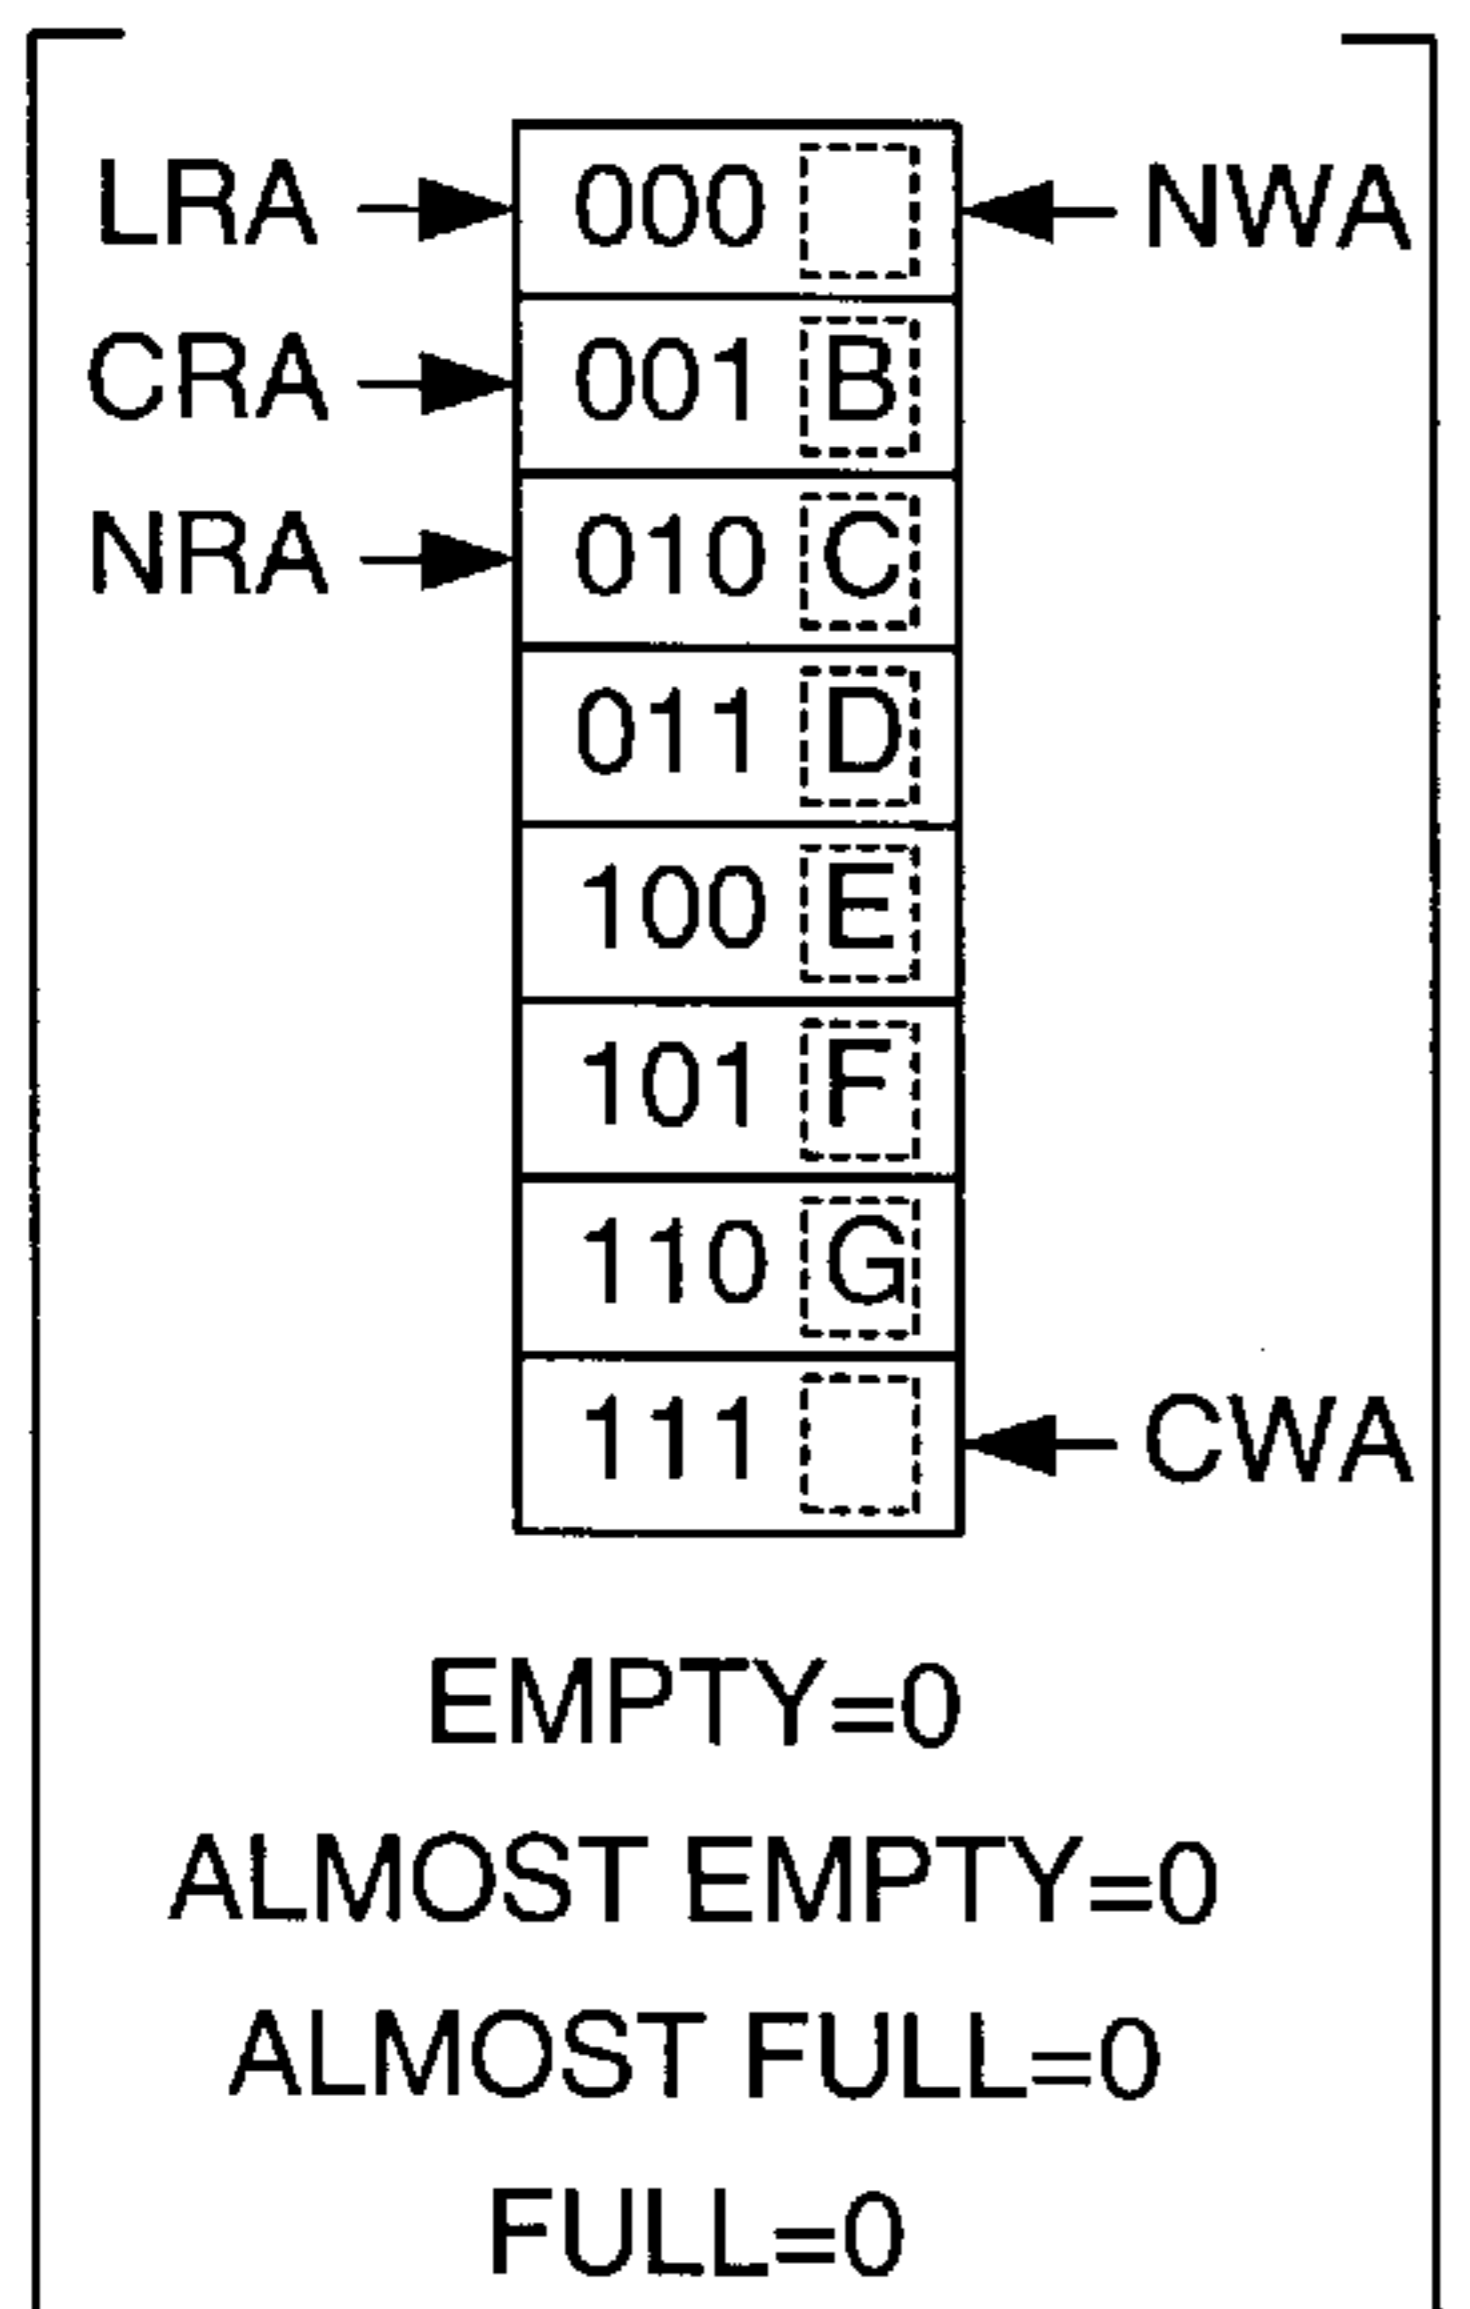 LRA 000 NWA
CRA 001 B
NRA 010 C
011 D
100 E
101 F
110 G
111 CWA
EMPTY=0
ALMOST EMPTY=0
ALMOST FULL=0
FULL=0